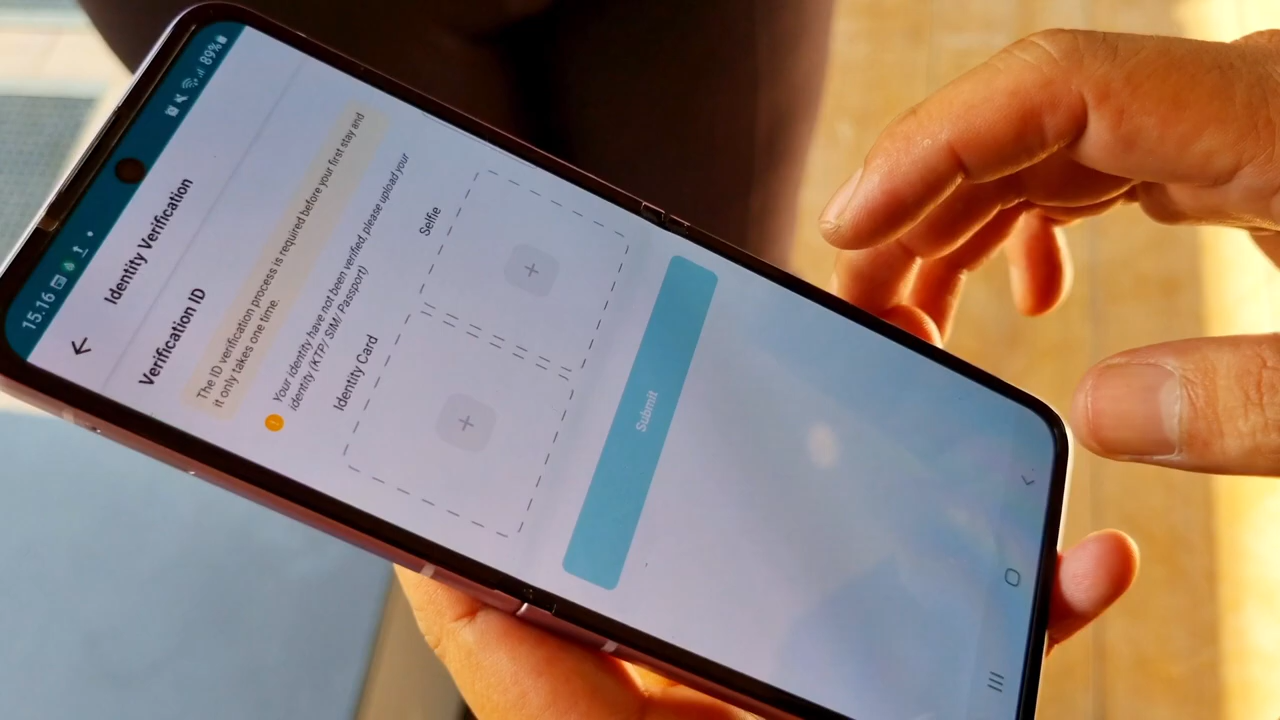 15.16
89%
Identity Verification
Verification ID
The ID verification process is required before your first stay and
it only takes one time.
Your identity have not been verified, please upload your
identity (KTP/ SIM/ Passport)
Identity Card
Selfie
Submit